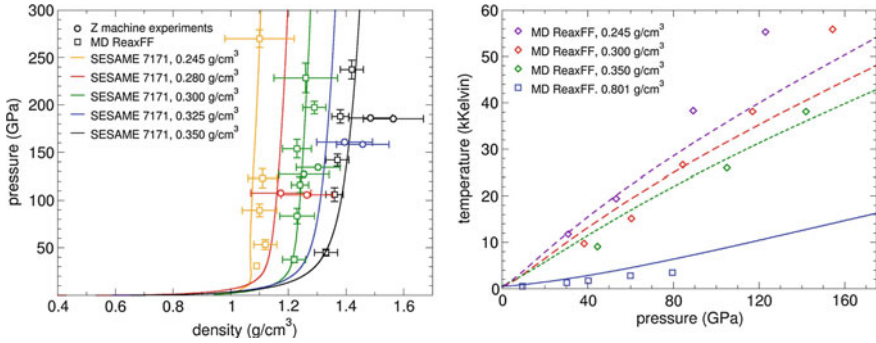 300
250
200
150
100
50
0.4
0.6
0.8
1
1.2
1.4
1.6
pressure (GPa)
density (g/cm³)
Z machine experiments
MD ReaxFF
SESAME 7171, 0.245 g/cm³
SESAME 7171, 0.280 g/cm³
SESAME 7171, 0.300 g/cm³
SESAME 7171, 0.325 g/cm³
SESAME 7171, 0.350 g/cm³
60
50
40
30
20
10
0
0
40
80
120
160
temperature (kKelvin)
pressure (GPa)
MD ReaxFF, 0.245 g/cm³
MD ReaxFF, 0.300 g/cm³
MD ReaxFF, 0.350 g/cm³
MD ReaxFF. 0.801 g/cm³